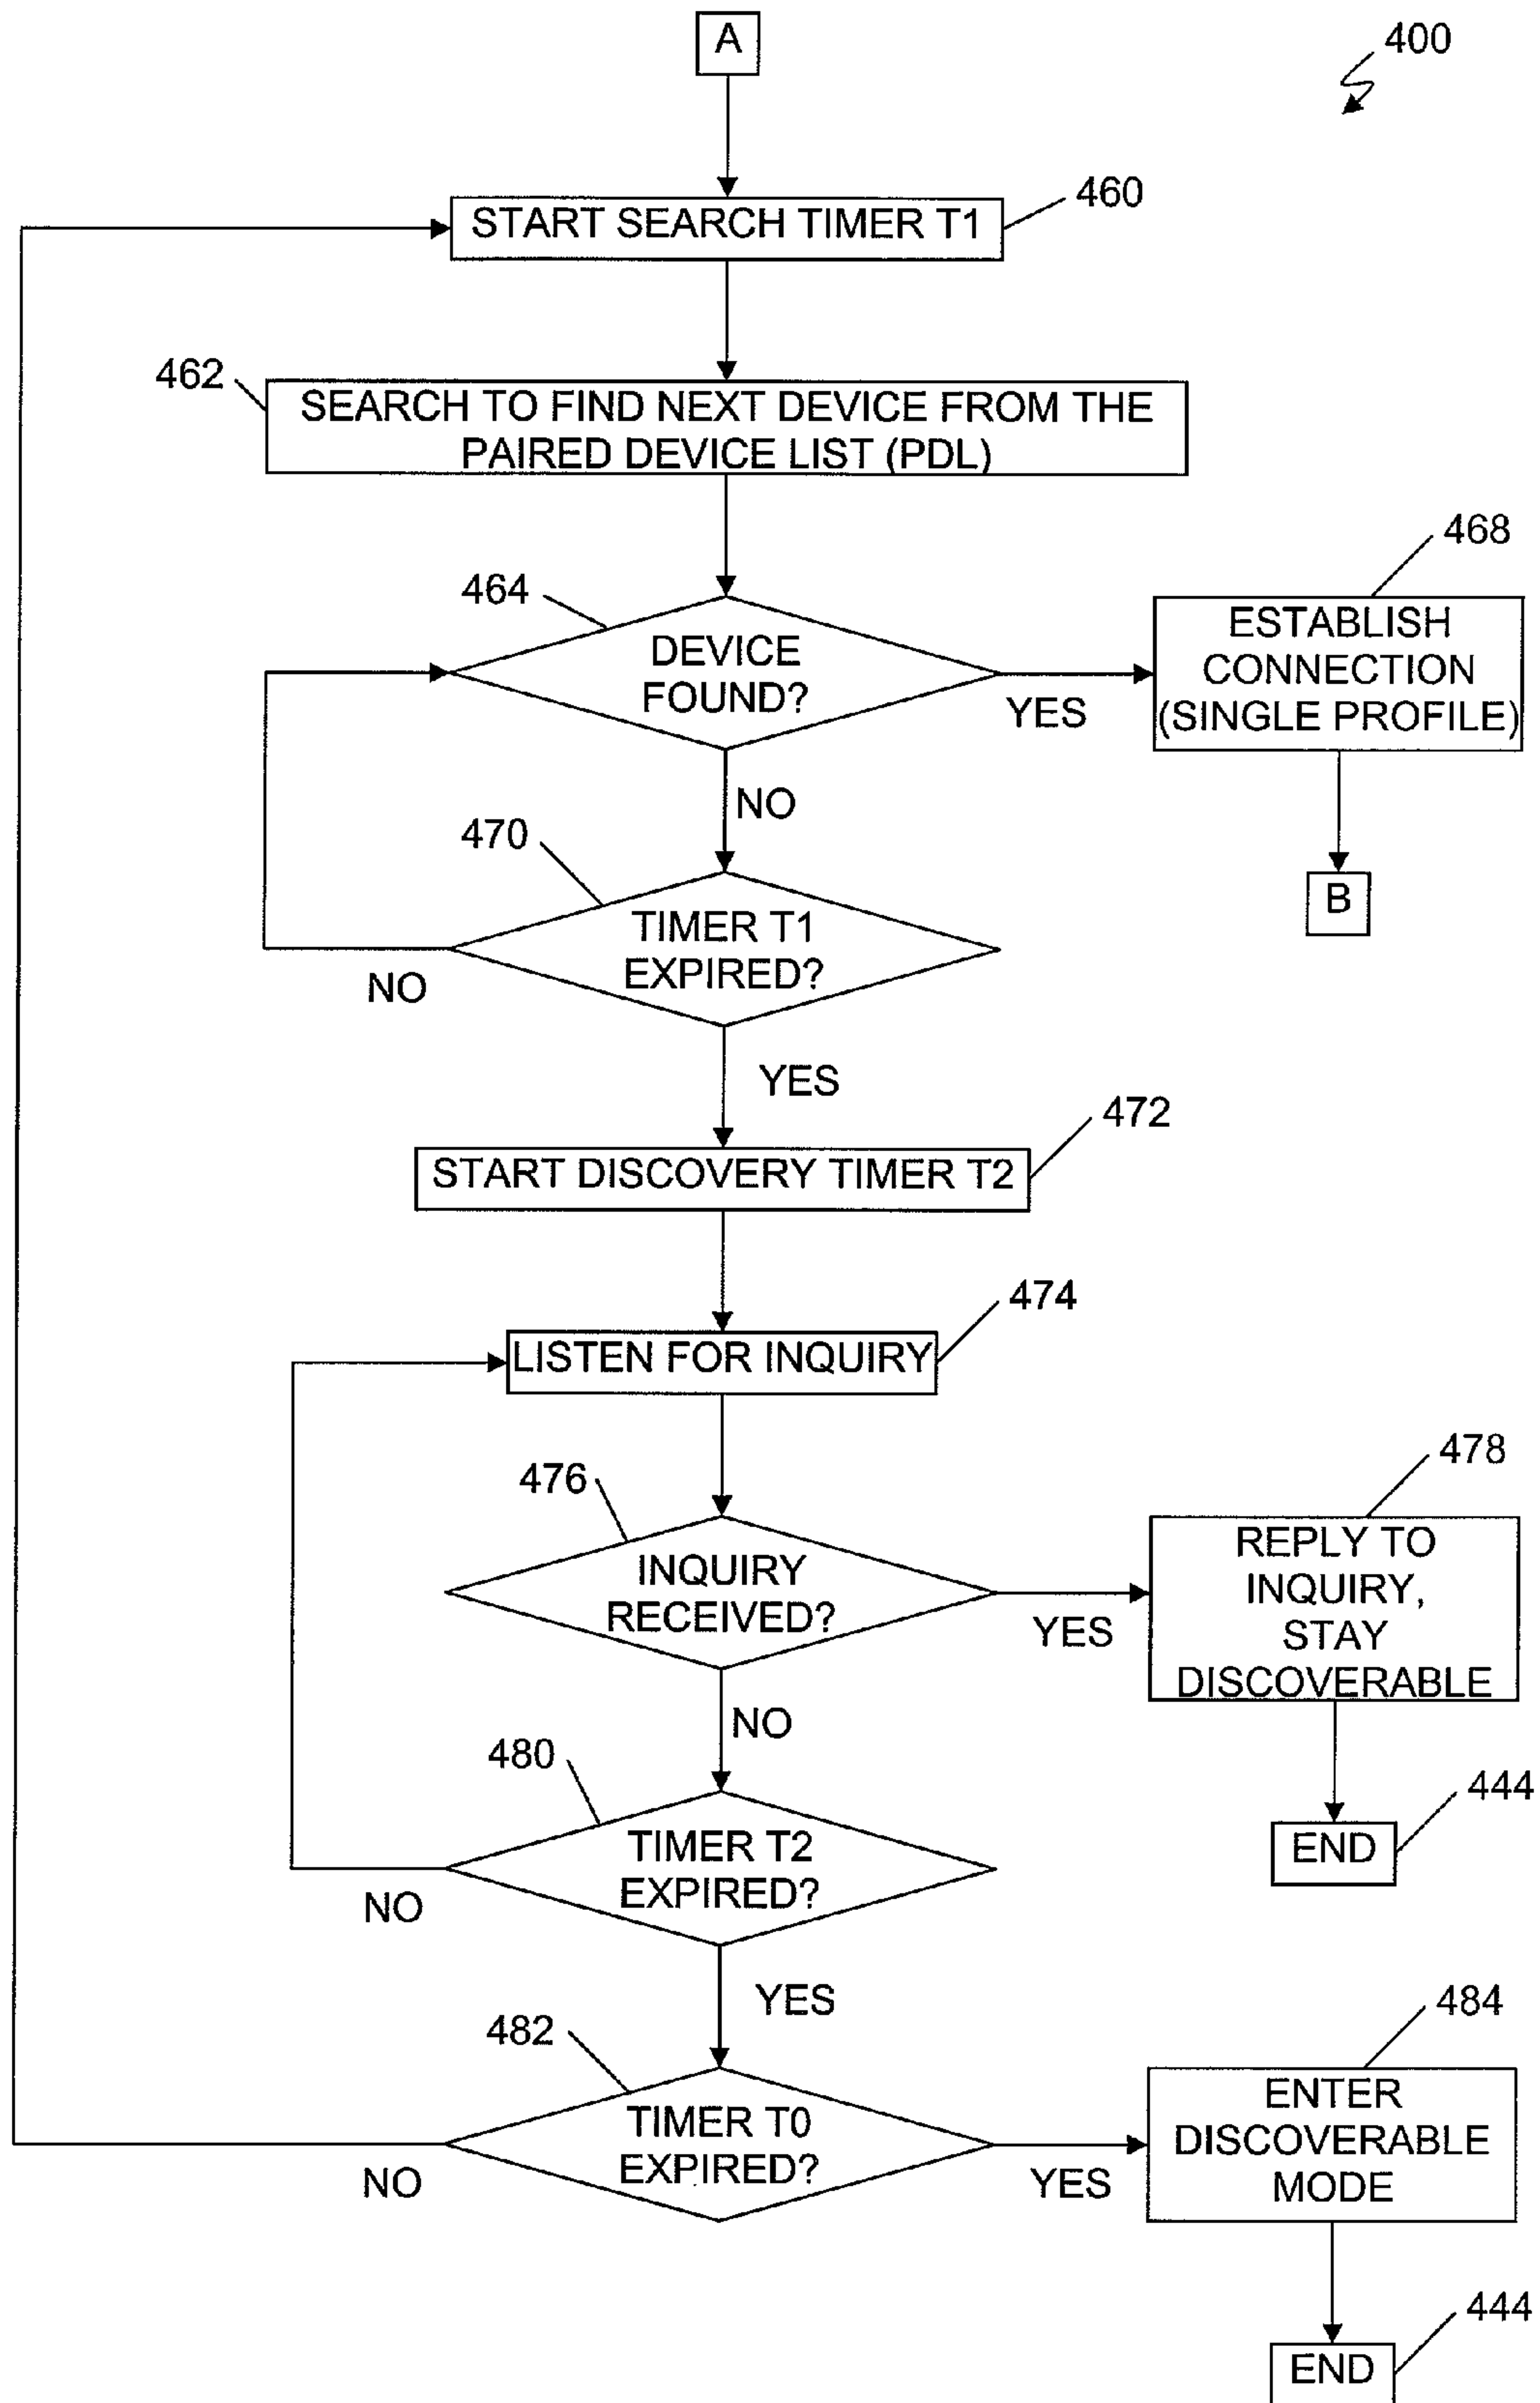 A
400
460
START SEARCH TIMER T1
462
SEARCH TO FIND NEXT DEVICE FROM THE
PAIRED DEVICE LIST (PDL)
468
464
DEVICE
FOUND?
YES
ESTABLISH
CONNECTION
(SINGLE PROFILE)
NO
470
TIMER T1
EXPIRED?
NO
B
YES
472
START DISCOVERY TIMER T2
474
LISTEN FOR INQUIRY
478
476
INQUIRY
RECEIVED?
YES
REPLY TO
INQUIRY,
STAY
DISCOVERABLE
NO
480
TIMER T2
EXPIRED?
NO
444
END
YES
484
482
TIMER T0
EXPIRED?
NO
YES
ENTER
DISCOVERABLE
MODE
444
END